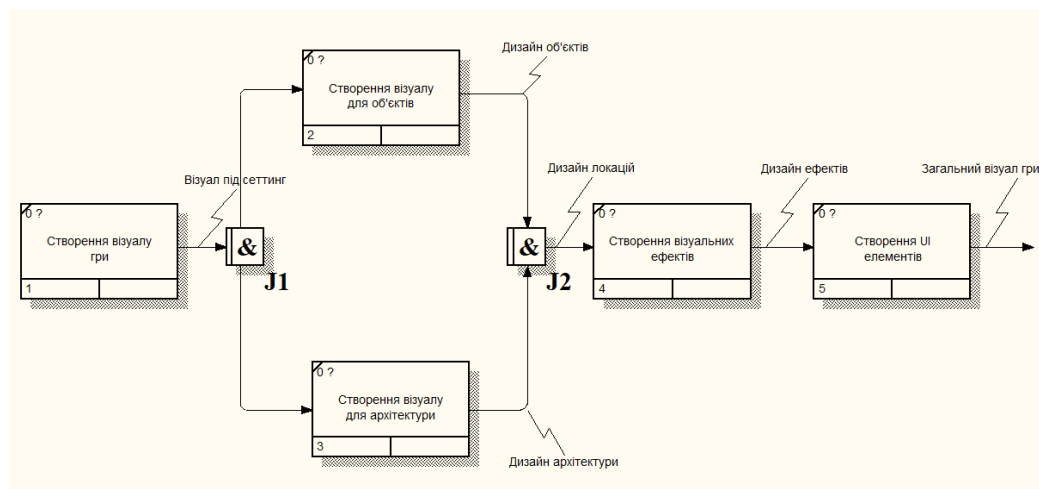 Дизайн об'єктів
0 ?
Створення візуалу
для об'єктів
2
Візуал під сеттинг
Дизайн локацій
Дизайн ефектів
Загальний візуал гри
0 ?
Створення візуалу
гри
1
&
J1
&
J2
0 ?
Створення візуальних
ефектів
4
0 ?
Створення UI
елементів
5
0 ?
Створення візуалу
для архітектури
3
Дизайн архітектури